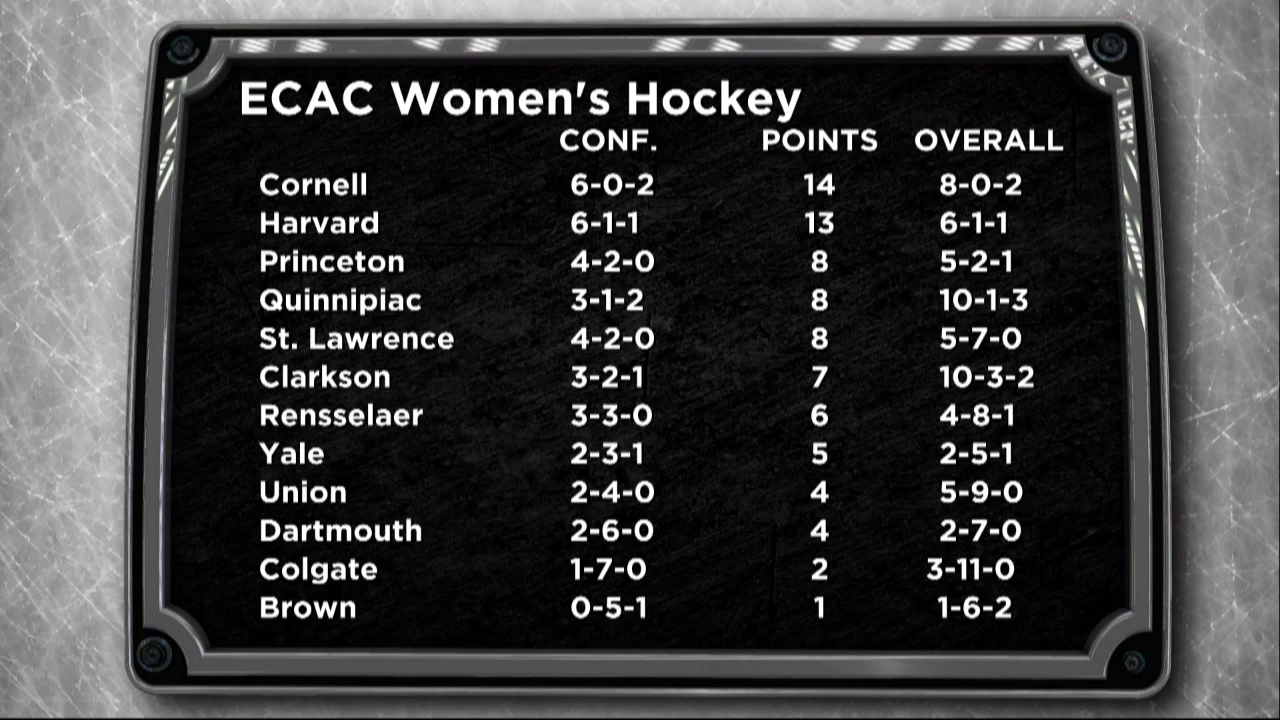 ECAC Women's Hockey
CONF. POINTS OVERALL
Cornell 6-0-2 14 8-0-2
Harvard 6-1-1 13 6-1-1
Princeton 4-2-0 8 5-2-1
Quinnipiac 3-1-2 8 10-1-3
St. Lawrence 4-2-0 8 5-7-0
Clarkson 3-2-1 7 10-3-2
Rensselaer 3-3-0 6 4-8-1
Yale 2-3-1 5 2-5-1
Union 2-4-0 4 5-9-0
Dartmouth 2-6-0 4 2-7-0
Colgate 1-7-0 2 3-11-0
Brown 0-5-1 1 1-6-2